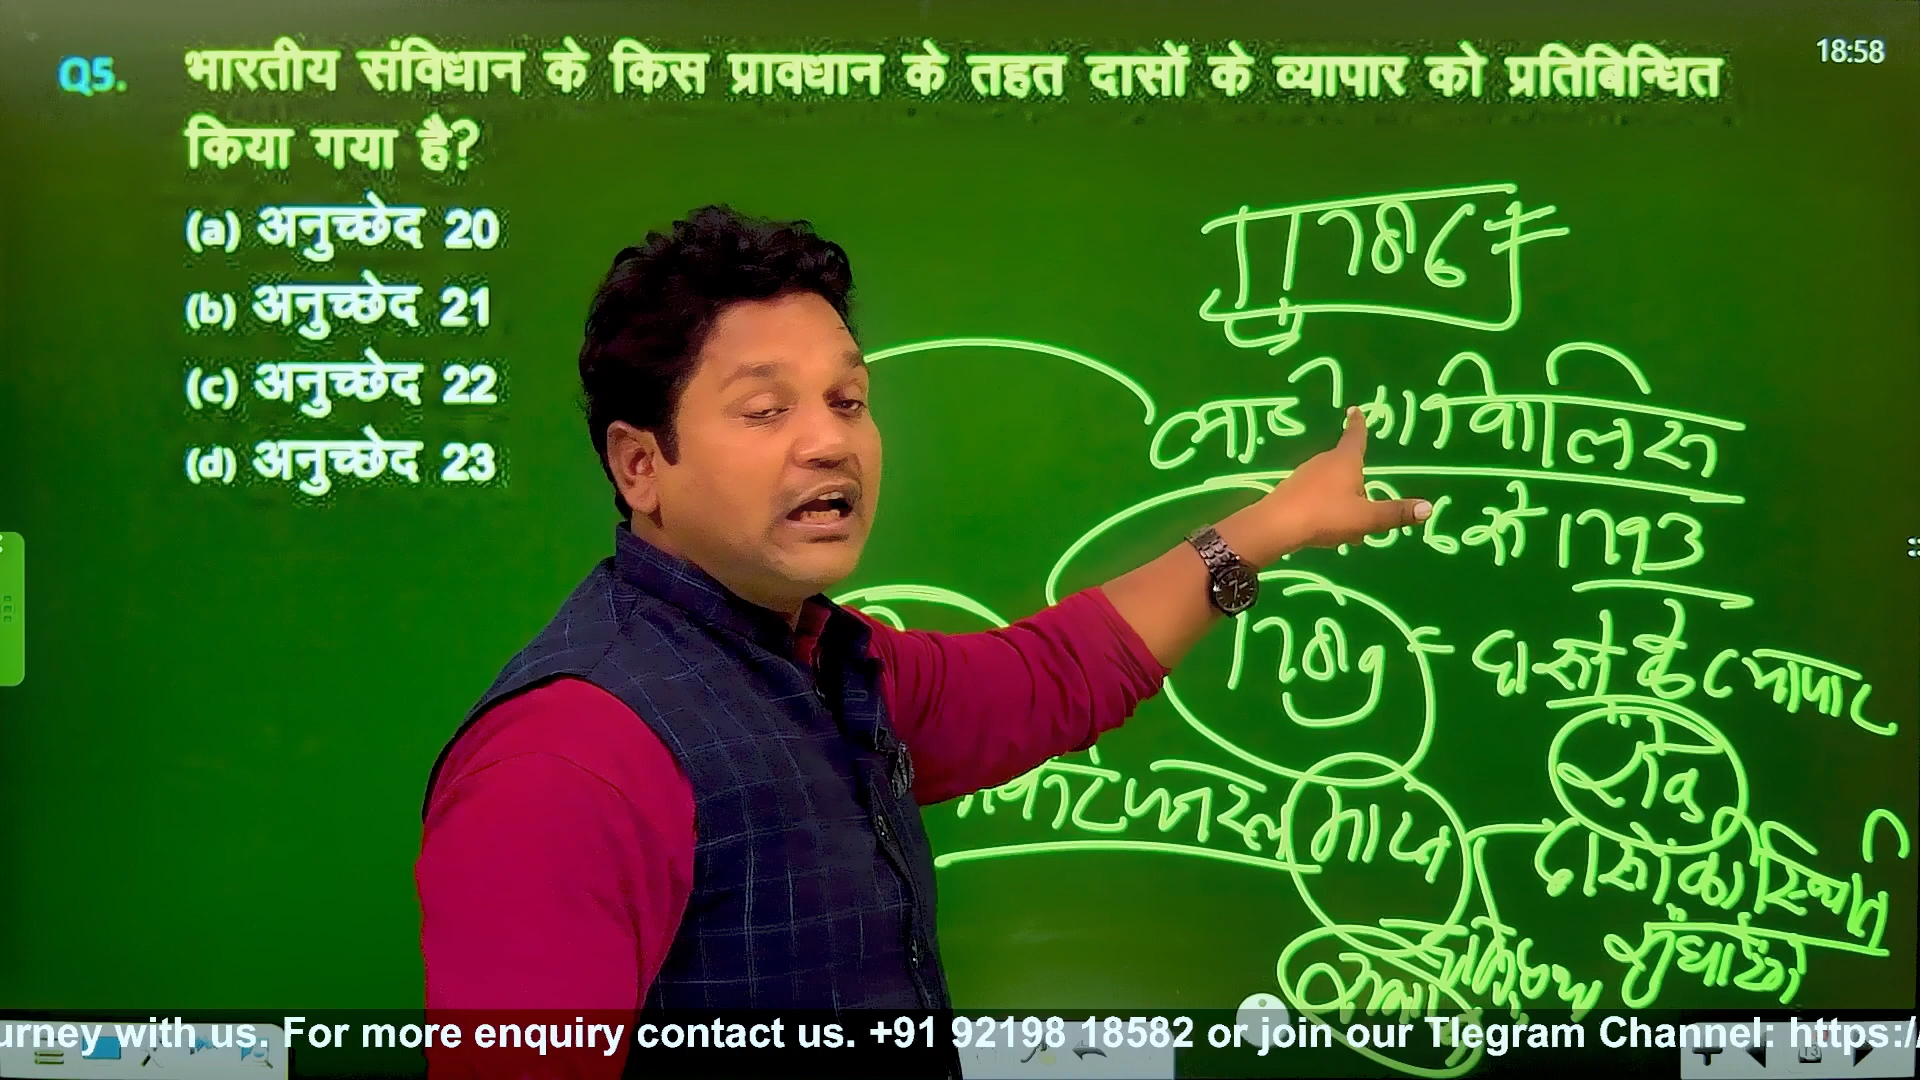 Q5. भारतीय संविधान के किस प्रावधान के तहत दासों के व्यापार को प्रतिबिन्धित
किया गया है?
(a) अनुच्छेद 20
(b) अनुच्छेद 21
(c) अनुच्छेद 22
(d) अनुच्छेद 23
18:58
1786 ई
लार्ड कार्नवालिस
से 1793
1789 दासों के व्यापार
दासों की स्थिति
urney with us. For more enquiry contact us. +91 92198 18582 or join our Tlegram Channel: https:/
13